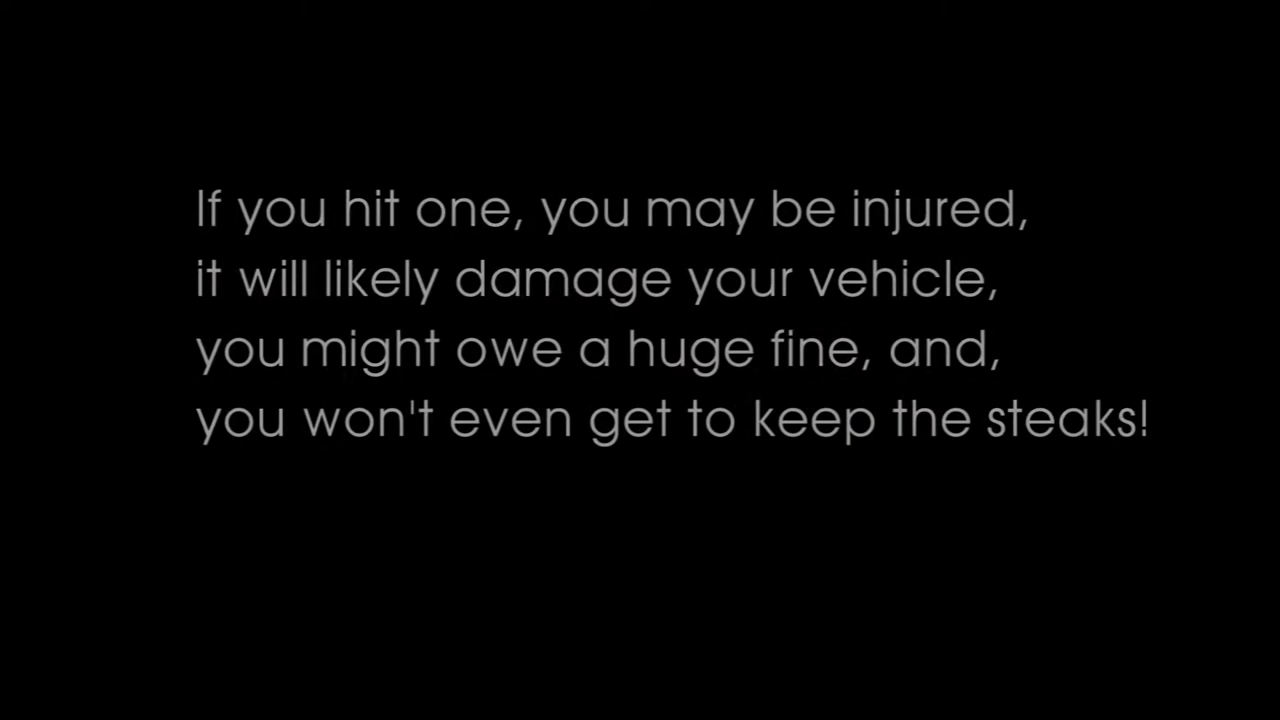 If you hit one, you may be injured,
it will likely damage your vehicle,
you might owe a huge fine, and,
you won't even get to keep the steaks!